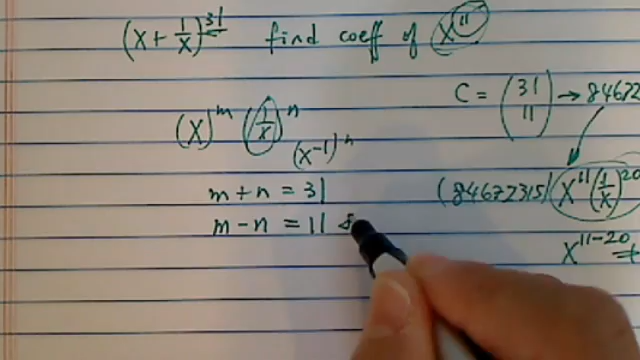 (x + 1/x)^31 find coeff of x^11
C = (31 11) → 84672
(x)^m (1/x)^n
(x^-1)^n
m + n = 31
(84672315) x^11 (1/x)^20
m - n = 11
x^11-20